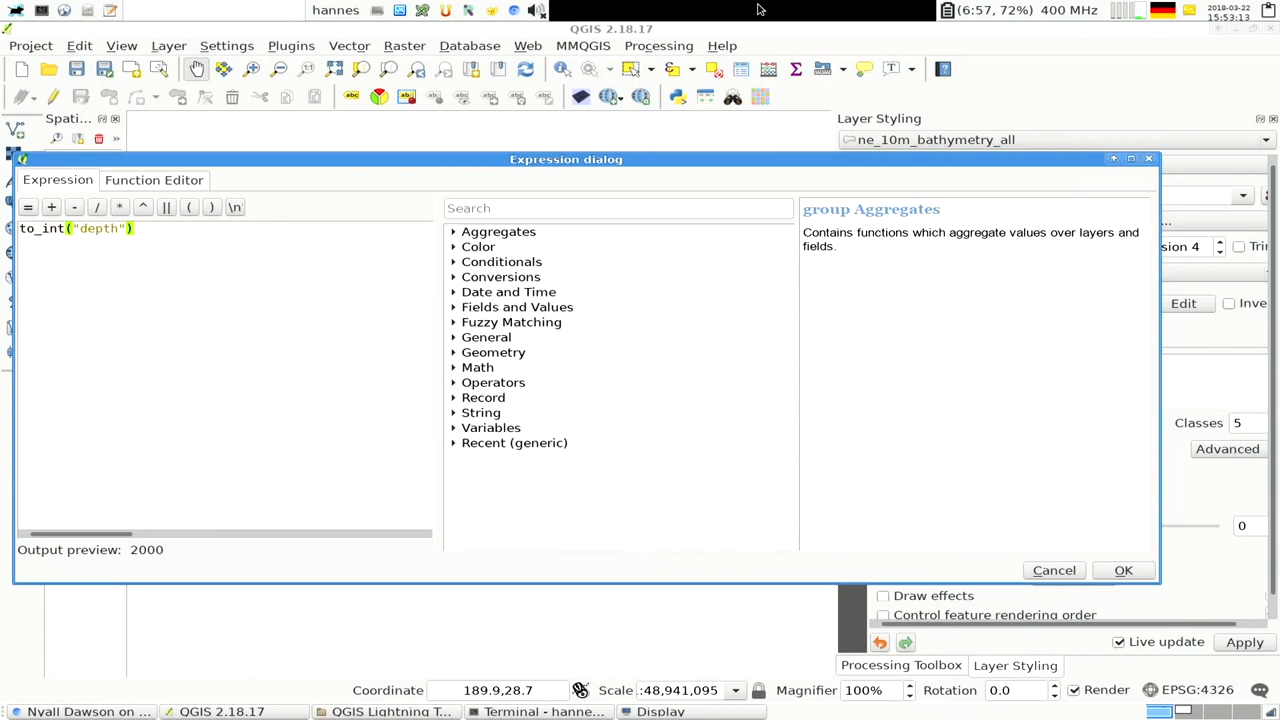 hannes
(6:57, 72%) 400 MHz
2018-03-22
15:53:13
QGIS 2.18.17
Project Edit View Layer Settings Plugins Vector Raster Database Web MMQGIS Processing Help
Spati...
Layer Styling
ne_10m_bathymetry_all
Expression dialog
Expression Function Editor
= + - / * ^ || ( ) \n
Search
to_int("depth")
Aggregates
Color
Conditionals
Conversions
Date and Time
Fields and Values
Fuzzy Matching
General
Geometry
Math
Operators
Record
String
Variables
Recent (generic)
group Aggregates
Contains functions which aggregate values over layers and
fields.
Output preview: 2000
Cancel OK
...
sion 4 Tri
Edit Inve
Classes 5
Advanced
0
Draw effects
Control feature rendering order
Live update Apply
Processing Toolbox Layer Styling
Coordinate 189.9,28.7 Scale :48,941,095 Magnifier 100% Rotation 0.0 Render EPSG:4326
Nyall Dawson on ... QGIS 2.18.17 QGIS Lightning T... Terminal - hanne... Display